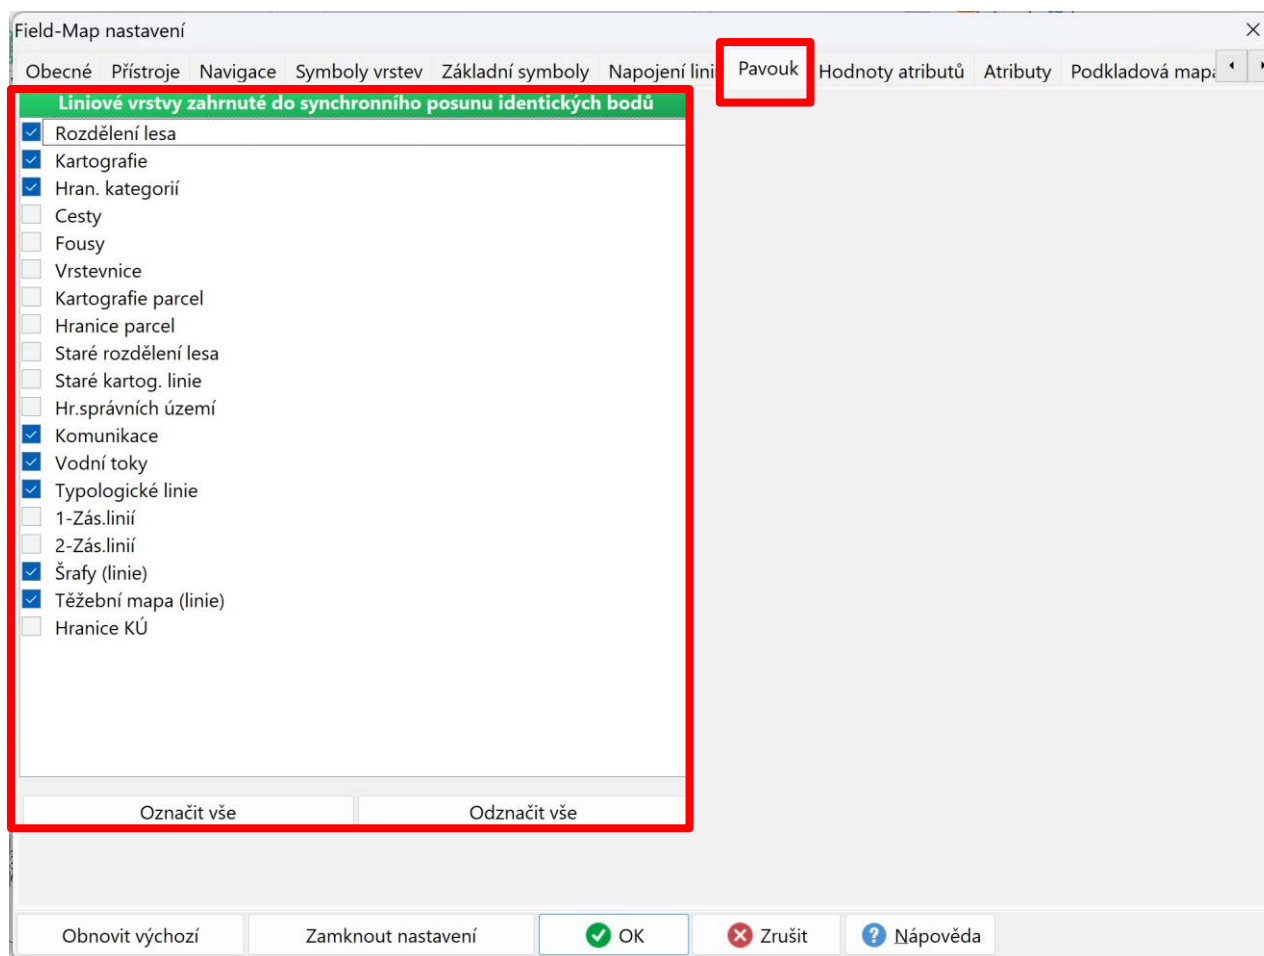 Field-Map nastavení
Obecné Přístroje Navigace Symboly vrstev Základní symboly Napojení lini Pavouk Hodnoty atributů Atributy Podkladová mapa
Liniové vrstvy zahrnuté do synchronního posunu identických bodů
Rozdělení lesa
Kartografie
Hran. kategorií
Cesty
Fousy
Vrstevnice
Kartografie parcel
Hranice parcel
Staré rozdělení lesa
Staré kartog. linie
Hr.správních území
Komunikace
Vodní toky
Typologické linie
1-Zás.linií
2-Zás.linií
Šrafy (linie)
Těžební mapa (linie)
Hranice KÚ
Označit vše Odznačit vše
Obnovit výchozí Zamknout nastavení OK Zrušit Nápověda